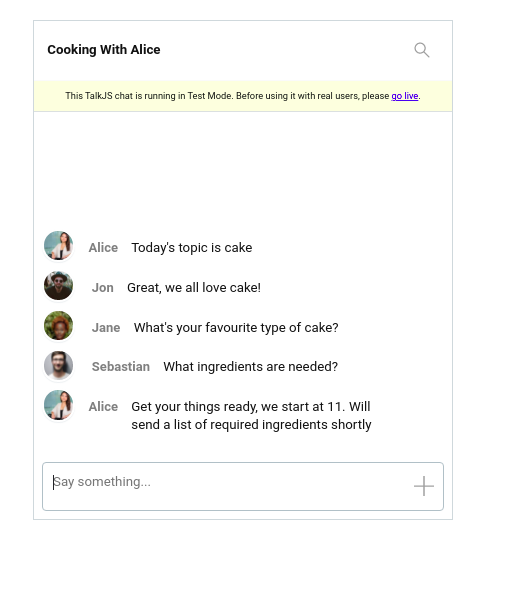 Cooking With Alice
This TalkJS chat is running in Test Mode. Before using it with real users, please go live.
Alice Today's topic is cake
Jon Great, we all love cake!
Jane What's your favourite type of cake?
Sebastian What ingredients are needed?
Alice Get your things ready, we start at 11. Will
send a list of required ingredients shortly
Say something...